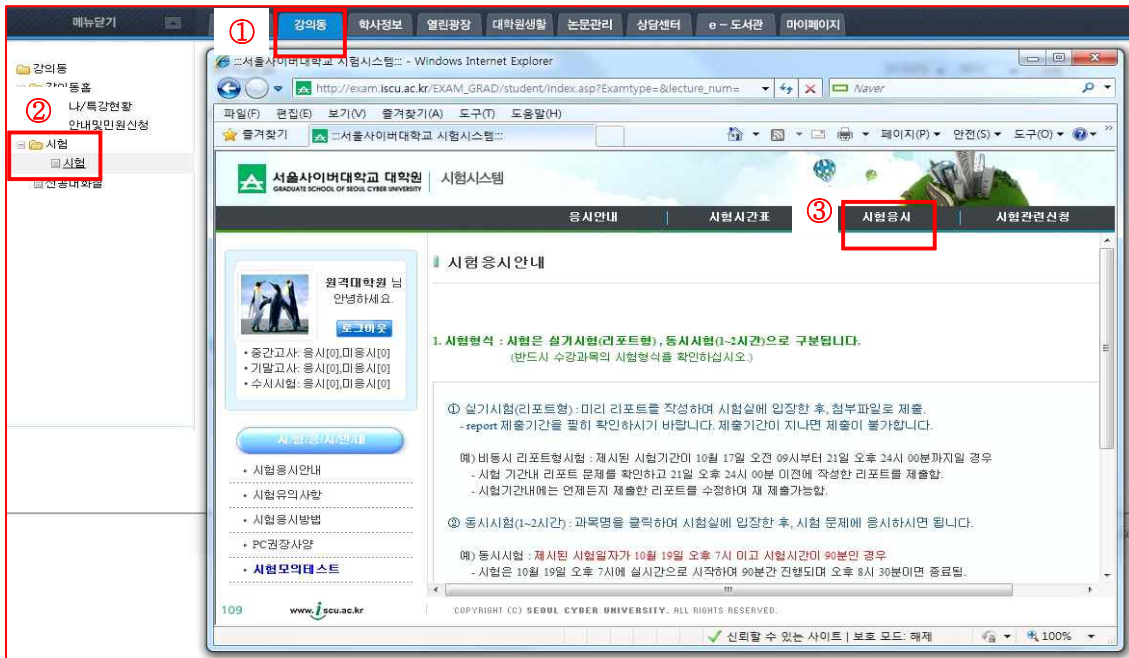 메뉴닫기
① 강의동 학사정보 열린광장 대학원생활 논문관리 상담센터 e - 도서관 마이페이지
강의동
나/특강현황
② 안내및민원신청
시험
시험
:::서울사이버대학교 시험시스템::: - Windows Internet Explorer
http://exam.iscu.ac.kr/EXAM_GRAD/student/index.asp?Examtype=&lecture_num=
Naver
파일(F) 편집(E) 보기(V) 즐겨찾기(A) 도구(T) 도움말(H)
즐겨찾기 :::서울사이버대학교 시험시스템::: 페이지(P) 안전(S) 도구(O)
서울사이버대학교 대학원 시험시스템
GRADUATE SCHOOL OF SEOUL CYBER UNIVERSITY
응시안내 시험시간표 ③ 시험응시 시험관련신청
원격대학원 님
안녕하세요.
로그아웃
• 중간고사: 응시[0],미응시[0]
• 기말고사: 응시[0],미응시[0]
• 수시시험: 응시[0],미응시[0]
시/험/응/시/안/내
• 시험응시안내
• 시험유의사항
• 시험응시방법
• PC권장사양
• 시험모의테스트
시험응시안내
1. 시험형식 : 시험은 실기시험(리포트형) , 동시시험(1~2시간)으로 구분됩니다.
(반드시 수강과목의 시험형식을 확인하십시오.)
① 실기시험(리포트형) : 미리 리포트를 작성하여 시험실에 입장한 후, 첨부파일로 제출.
- report 제출기간을 필히 확인하시기 바랍니다. 제출기간이 지나면 제출이 불가합니다.
예) 비동시 리포트형시험 : 제시된 시험기간이 10월 17일 오전 09시부터 21일 오후 24시 00분까지일 경우
- 시험 기간내 리포트 문제를 확인하고 21일 오후 24시 00분 이전에 작성한 리포트를 제출함.
- 시험기간내에는 언제든지 제출한 리포트를 수정하여 재 제출가능함.
② 동시시험(1~2시간) : 과목명을 클릭하여 시험실에 입장한 후, 시험 문제에 응시하시면 됩니다.
예) 동시시험 : 제시된 시험일자가 10월 19일 오후 7시 이고 시험시간이 90분인 경우
- 시험은 10월 19일 오후 7시에 실시간으로 시작하여 90분간 진행되며 오후 8시 30분이면 종료됨.
109 www.iscu.ac.kr COPYRIGHT (C) SEOUL CYBER UNIVERSITY. ALL RIGHTS RESERVED.
신뢰할 수 있는 사이트 | 보호 모드: 해제 100%